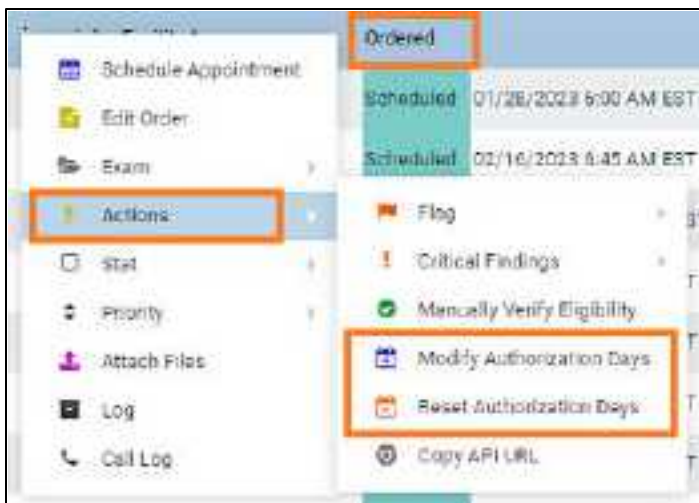 Ordered
Schedule Appointment
Edit Order
Exam
Actions
Stat
Priority
Attach Files
Log
Call Log
Scheduled 01/28/2023 6:00 AM EST
Scheduled 02/16/2023 6:45 AM EST
Flag
Critical Findings
Manually Verify Eligibility
Modify Authorization Days
Reset Authorization Days
Copy API URL